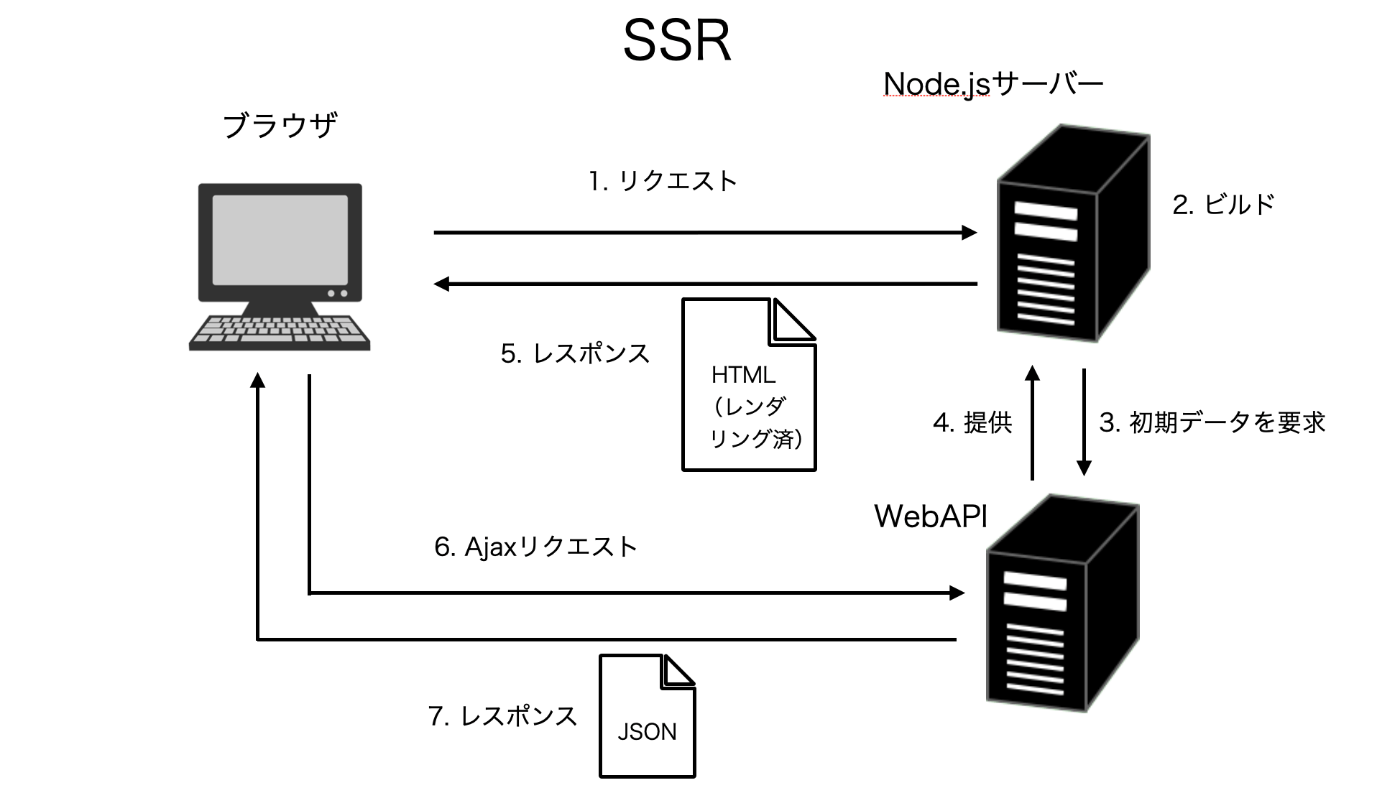 SSR
Node.jsサーバー
ブラウザ
1. リクエスト
2. ビルド
5. レスポンス
HTML
（レンダ
リング済）
4. 提供
3. 初期データを要求
WebAPI
6. Ajaxリクエスト
7. レスポンス
JSON